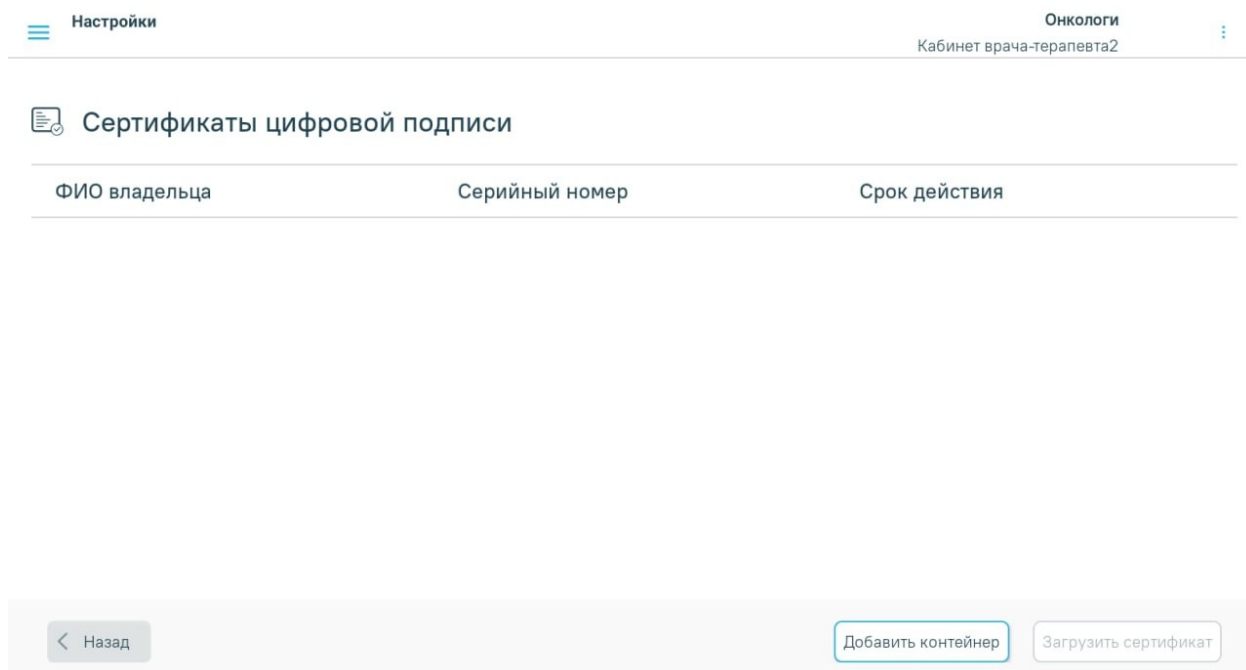 Настройки
Онкологи
Кабинет врача-терапевта2
Сертификаты цифровой подписи
ФИО владельца Серийный номер Срок действия
Назад Добавить контейнер Загрузить сертификат